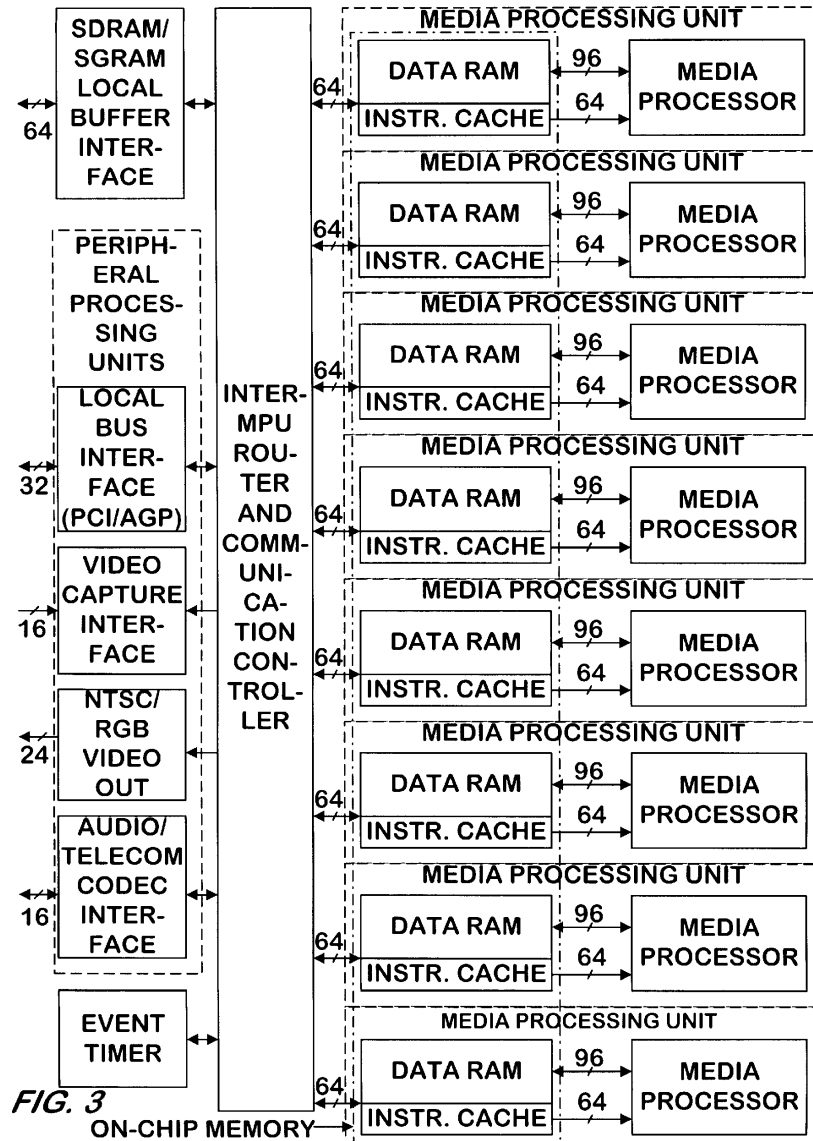 SDRAM/
SGRAM
LOCAL
BUFFER
INTER-
FACE
64
PERIPH-
ERAL
PROCES-
SING
UNITS
LOCAL
BUS
INTER-
FACE
(PCI/AGP)
32
VIDEO
CAPTURE
INTER-
FACE
16
NTSC/
RGB
VIDEO
OUT
24
AUDIO/
TELECOM
CODEC
INTER-
FACE
16
EVENT
TIMER
INTER-
MPU
ROU-
TER
AND
COMM-
UNI-
CA-
TION
CON-
TROL-
LER
MEDIA PROCESSING UNIT
64
DATA RAM
INSTR. CACHE
96
64
MEDIA
PROCESSOR
MEDIA PROCESSING UNIT
64
DATA RAM
INSTR. CACHE
96
64
MEDIA
PROCESSOR
MEDIA PROCESSING UNIT
64
DATA RAM
INSTR. CACHE
96
64
MEDIA
PROCESSOR
MEDIA PROCESSING UNIT
64
DATA RAM
INSTR. CACHE
96
64
MEDIA
PROCESSOR
MEDIA PROCESSING UNIT
64
DATA RAM
INSTR. CACHE
96
64
MEDIA
PROCESSOR
MEDIA PROCESSING UNIT
64
DATA RAM
INSTR. CACHE
96
64
MEDIA
PROCESSOR
MEDIA PROCESSING UNIT
64
DATA RAM
INSTR. CACHE
96
64
MEDIA
PROCESSOR
MEDIA PROCESSING UNIT
64
DATA RAM
INSTR. CACHE
96
64
MEDIA
PROCESSOR
FIG. 3
ON-CHIP MEMORY